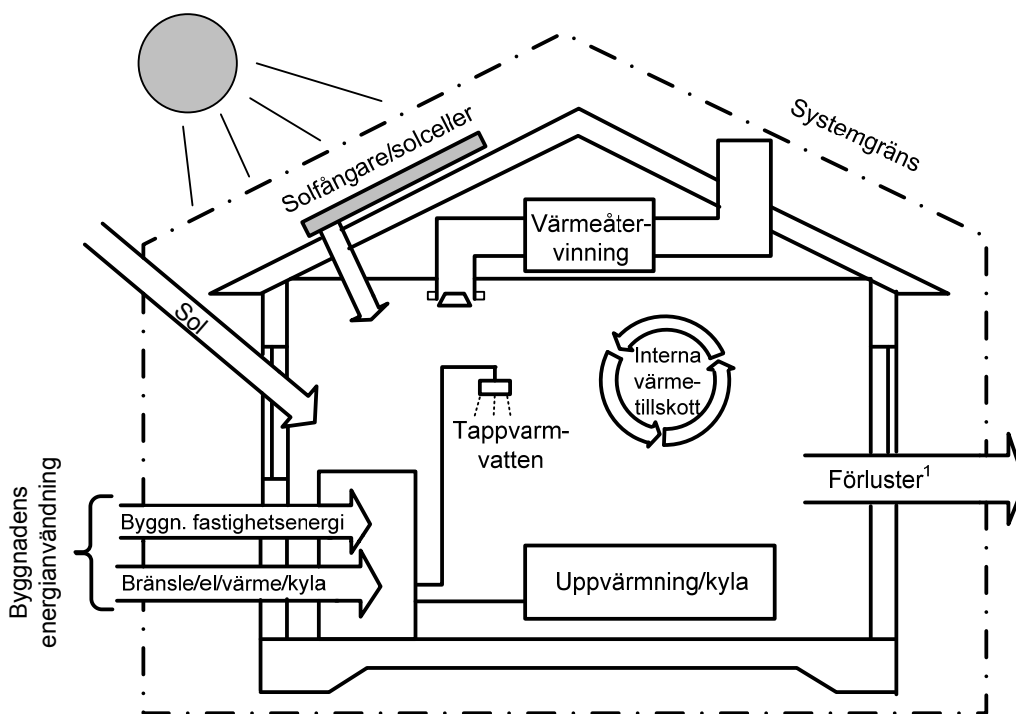 Systemgräns
Solfångare/solceller
Värmeåter-
vinning
Sol
Interna
värme-
tillskott
Tappvarm-
vatten
Förluster¹
Byggnadens
energianvändning
Byggn. fastighetsenergi
Bränsle/el/värme/kyla
Uppvärmning/kyla